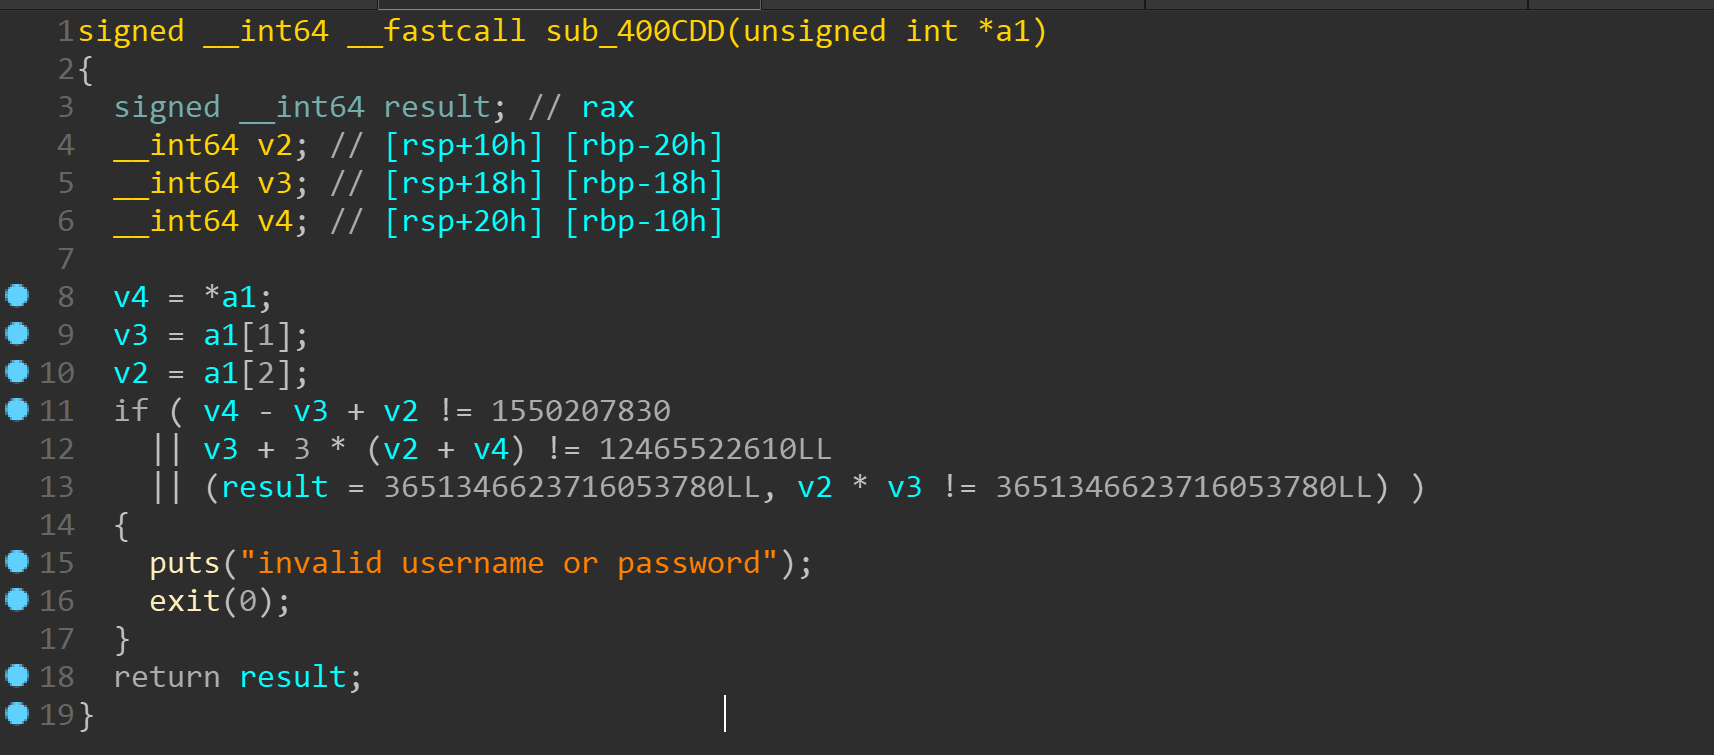 1 signed __int64 __fastcall sub_400CDD(unsigned int *a1)
2 {
3   signed __int64 result; // rax
4   __int64 v2; // [rsp+10h] [rbp-20h]
5   __int64 v3; // [rsp+18h] [rbp-18h]
6   __int64 v4; // [rsp+20h] [rbp-10h]
7
8   v4 = *a1;
9   v3 = a1[1];
10   v2 = a1[2];
11   if ( v4 - v3 + v2 != 1550207830
12     || v3 + 3 * (v2 + v4) != 12465522610LL
13     || (result = 3651346623716053780LL, v2 * v3 != 3651346623716053780LL) )
14   {
15     puts("invalid username or password");
16     exit(0);
17   }
18   return result;
19 }